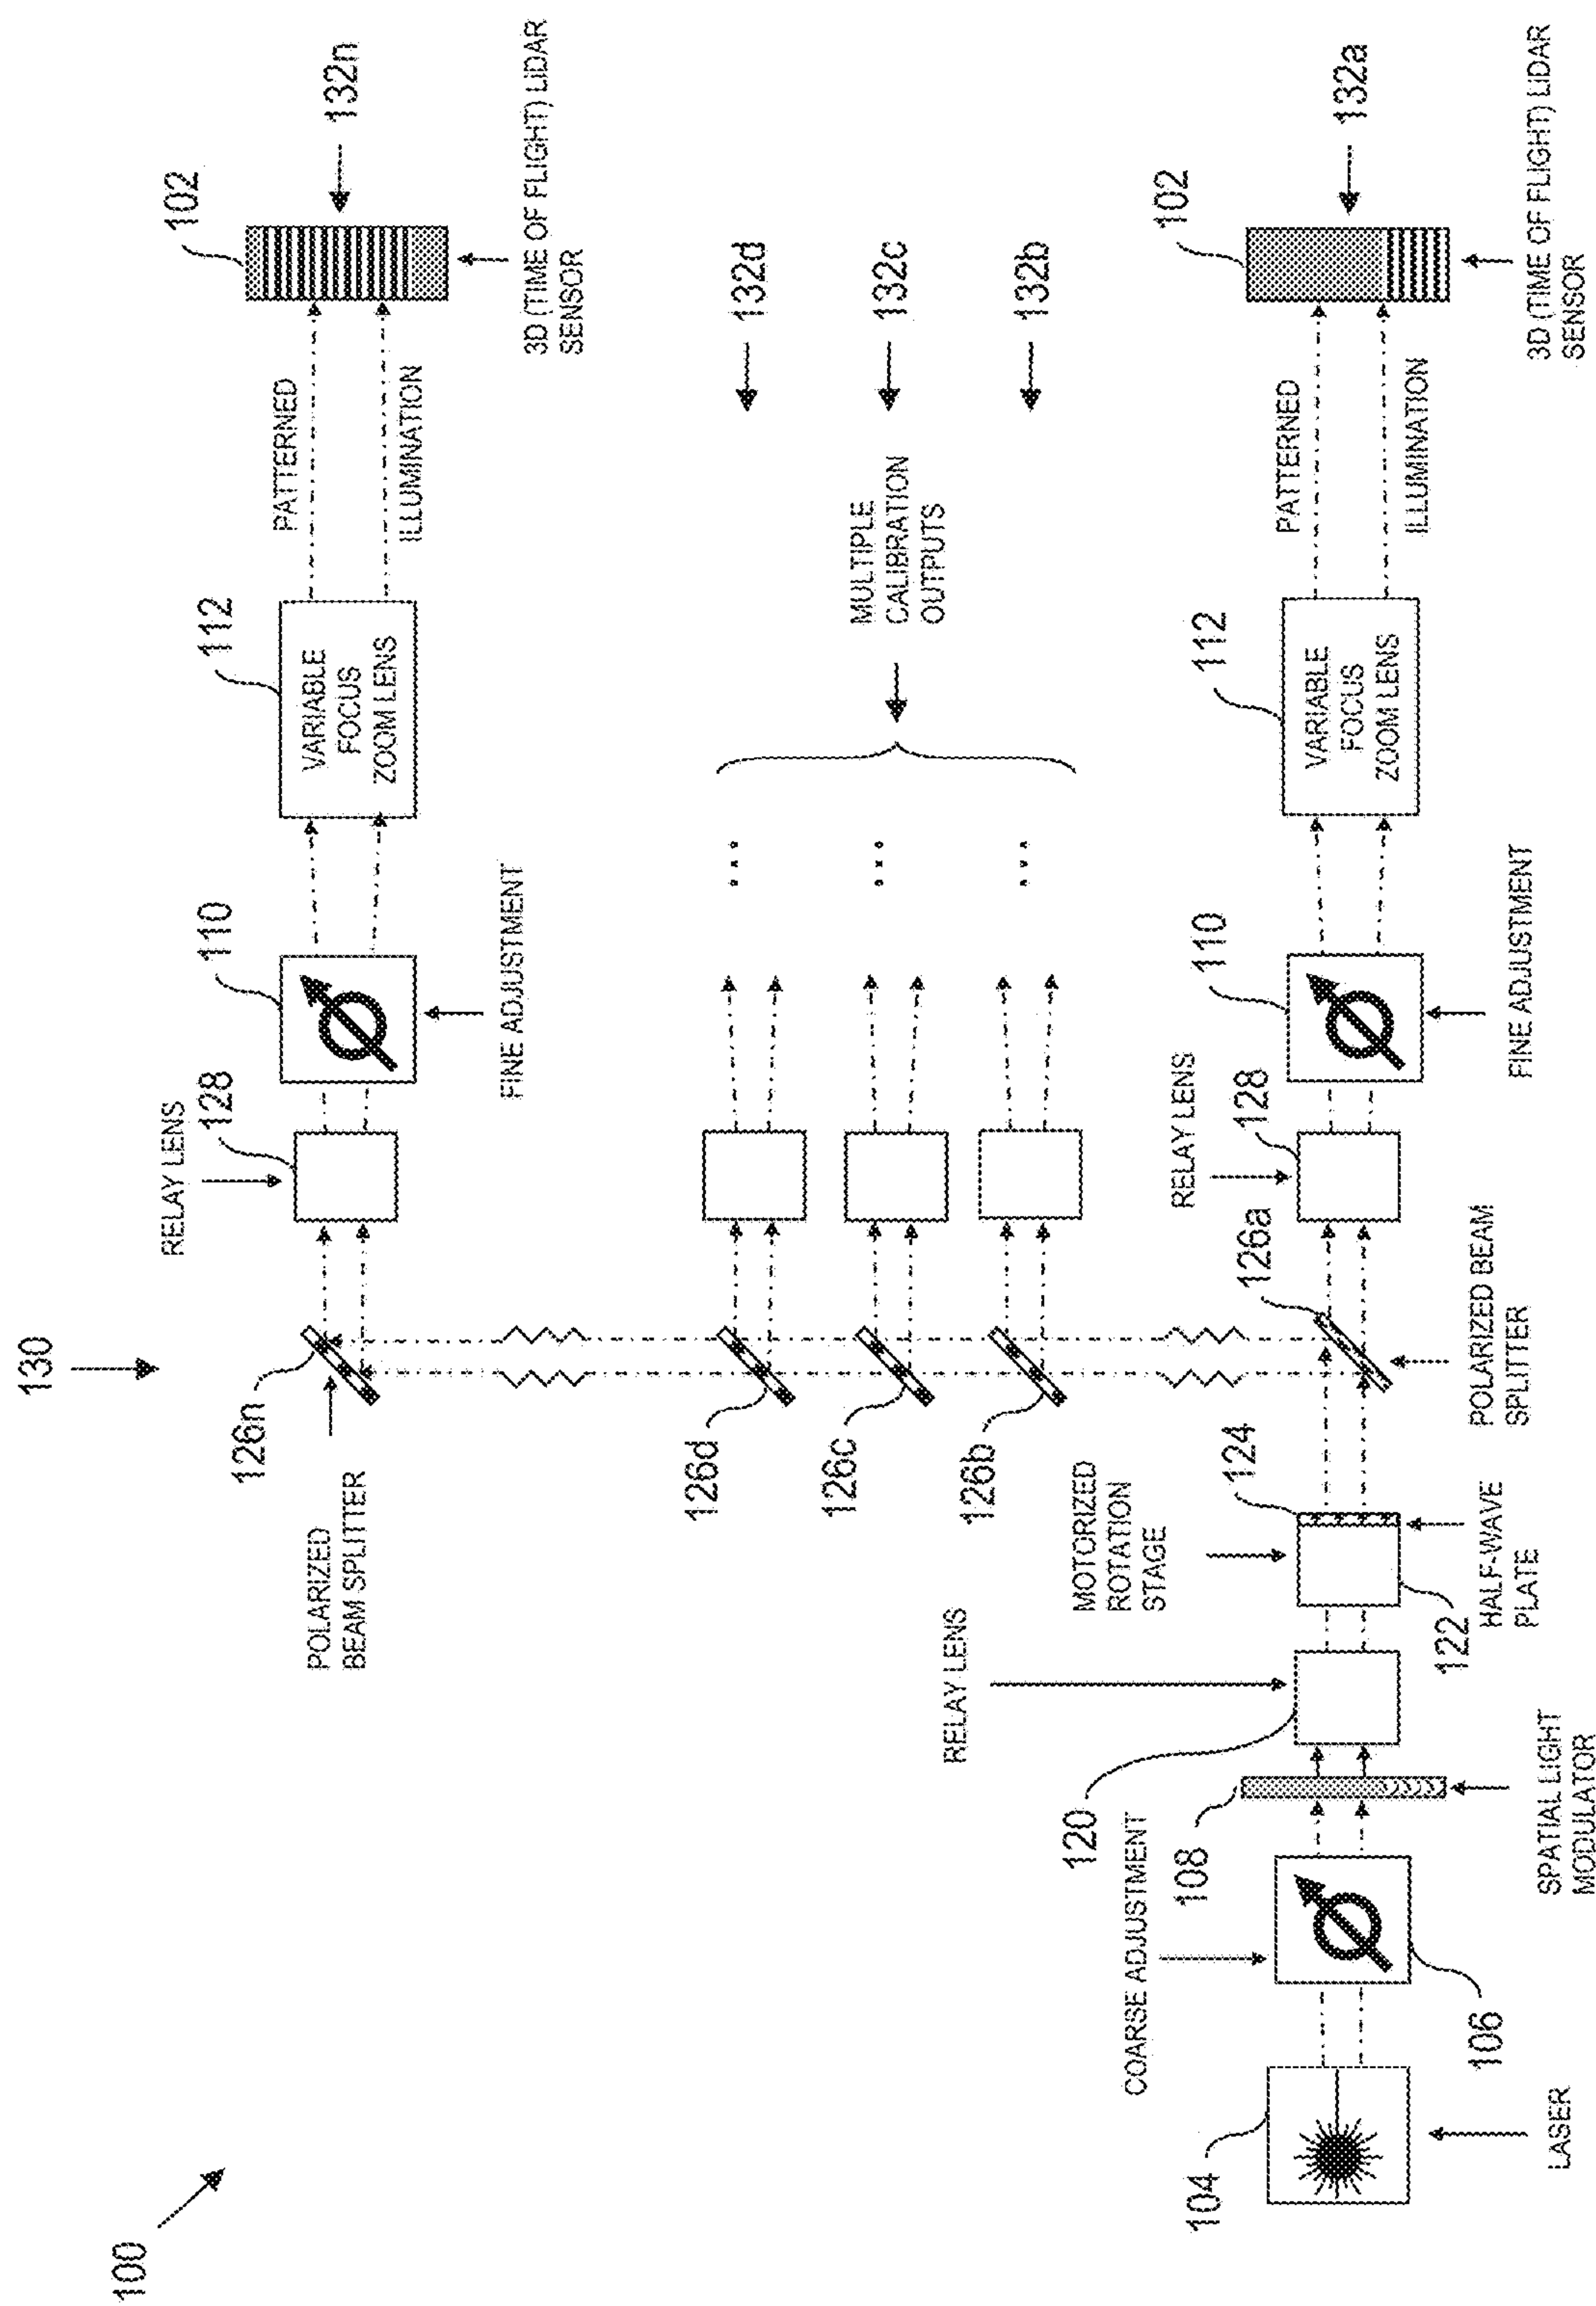 100
130
POLARIZED
BEAM SPLITTER
126n
RELAY LENS
128
110
FINE ADJUSTMENT
112
VARIABLE
FOCUS
ZOOM LENS
PATTERNED
ILLUMINATION
102
132n
3D (TIME OF FLIGHT) LiDAR
SENSOR
126d
126c
126b
MULTIPLE
CALIBRATION
OUTPUTS
132d
132c
132b
104
LASER
COARSE ADJUSTMENT
106
108
SPATIAL LIGHT
MODULATOR
120
RELAY LENS
MOTORIZED
ROTATION
STAGE
122
124
HALF-WAVE
PLATE
126a
POLARIZED BEAM
SPLITTER
RELAY LENS
128
110
FINE ADJUSTMENT
112
VARIABLE
FOCUS
ZOOM LENS
PATTERNED
ILLUMINATION
102
132a
3D (TIME OF FLIGHT) LiDAR
SENSOR